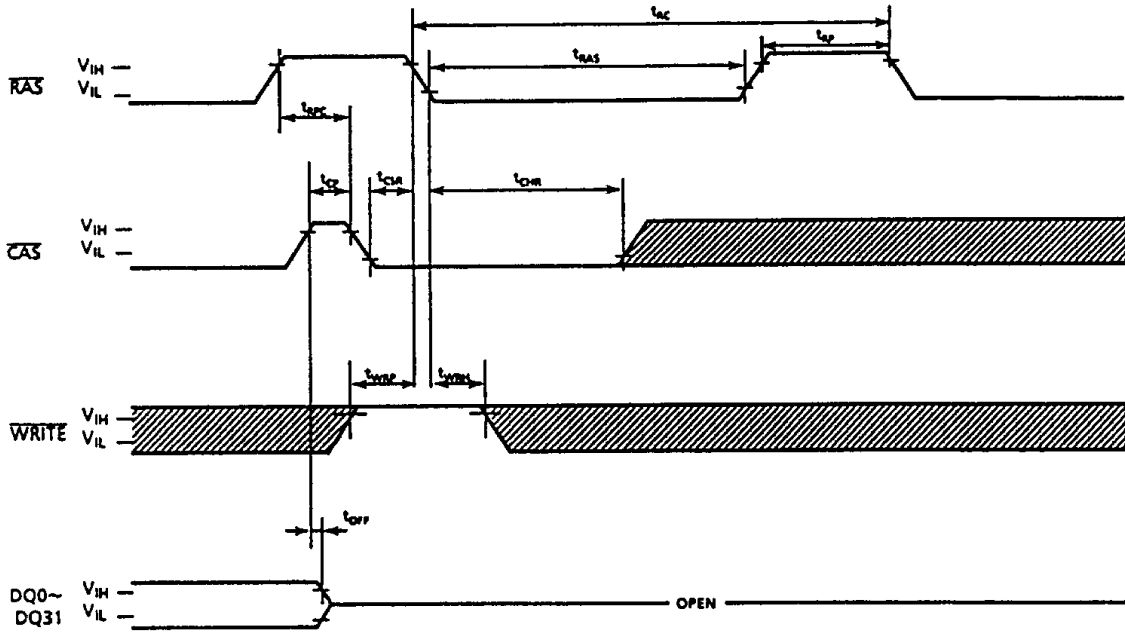 tRC
tRP
tRAS
RAS
VIH
VIL
tRPC
tCP
tCSR
tCHR
CAS
VIH
VIL
tWRP
tWRH
WRITE
VIH
VIL
tOFF
DQ0~
DQ31
VIH
VIL
OPEN